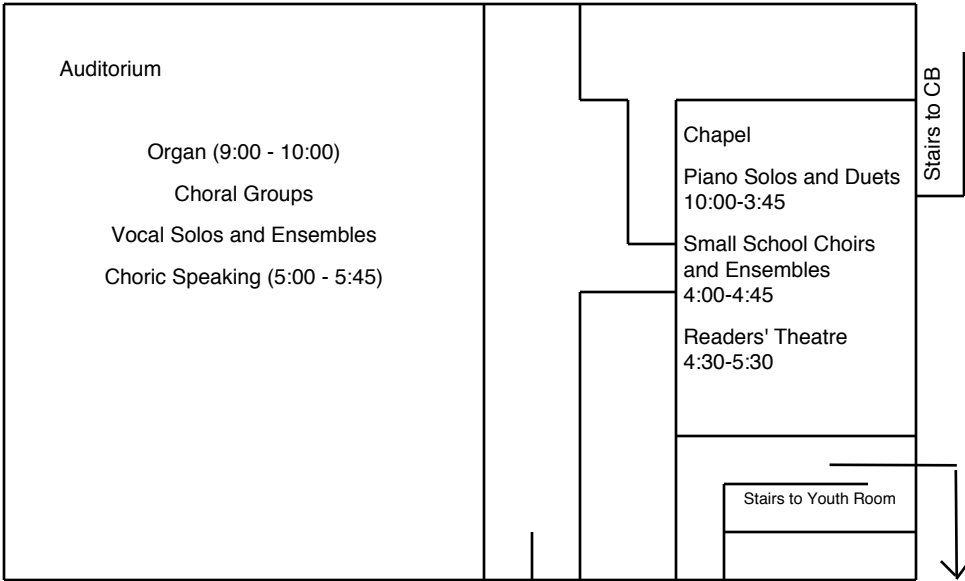 Auditorium
Organ (9:00 - 10:00)
Choral Groups
Vocal Solos and Ensembles
Choric Speaking (5:00 - 5:45)
Chapel
Piano Solos and Duets
10:00-3:45
Small School Choirs
and Ensembles
4:00-4:45
Readers' Theatre
4:30-5:30
Stairs to CB
Stairs to Youth Room